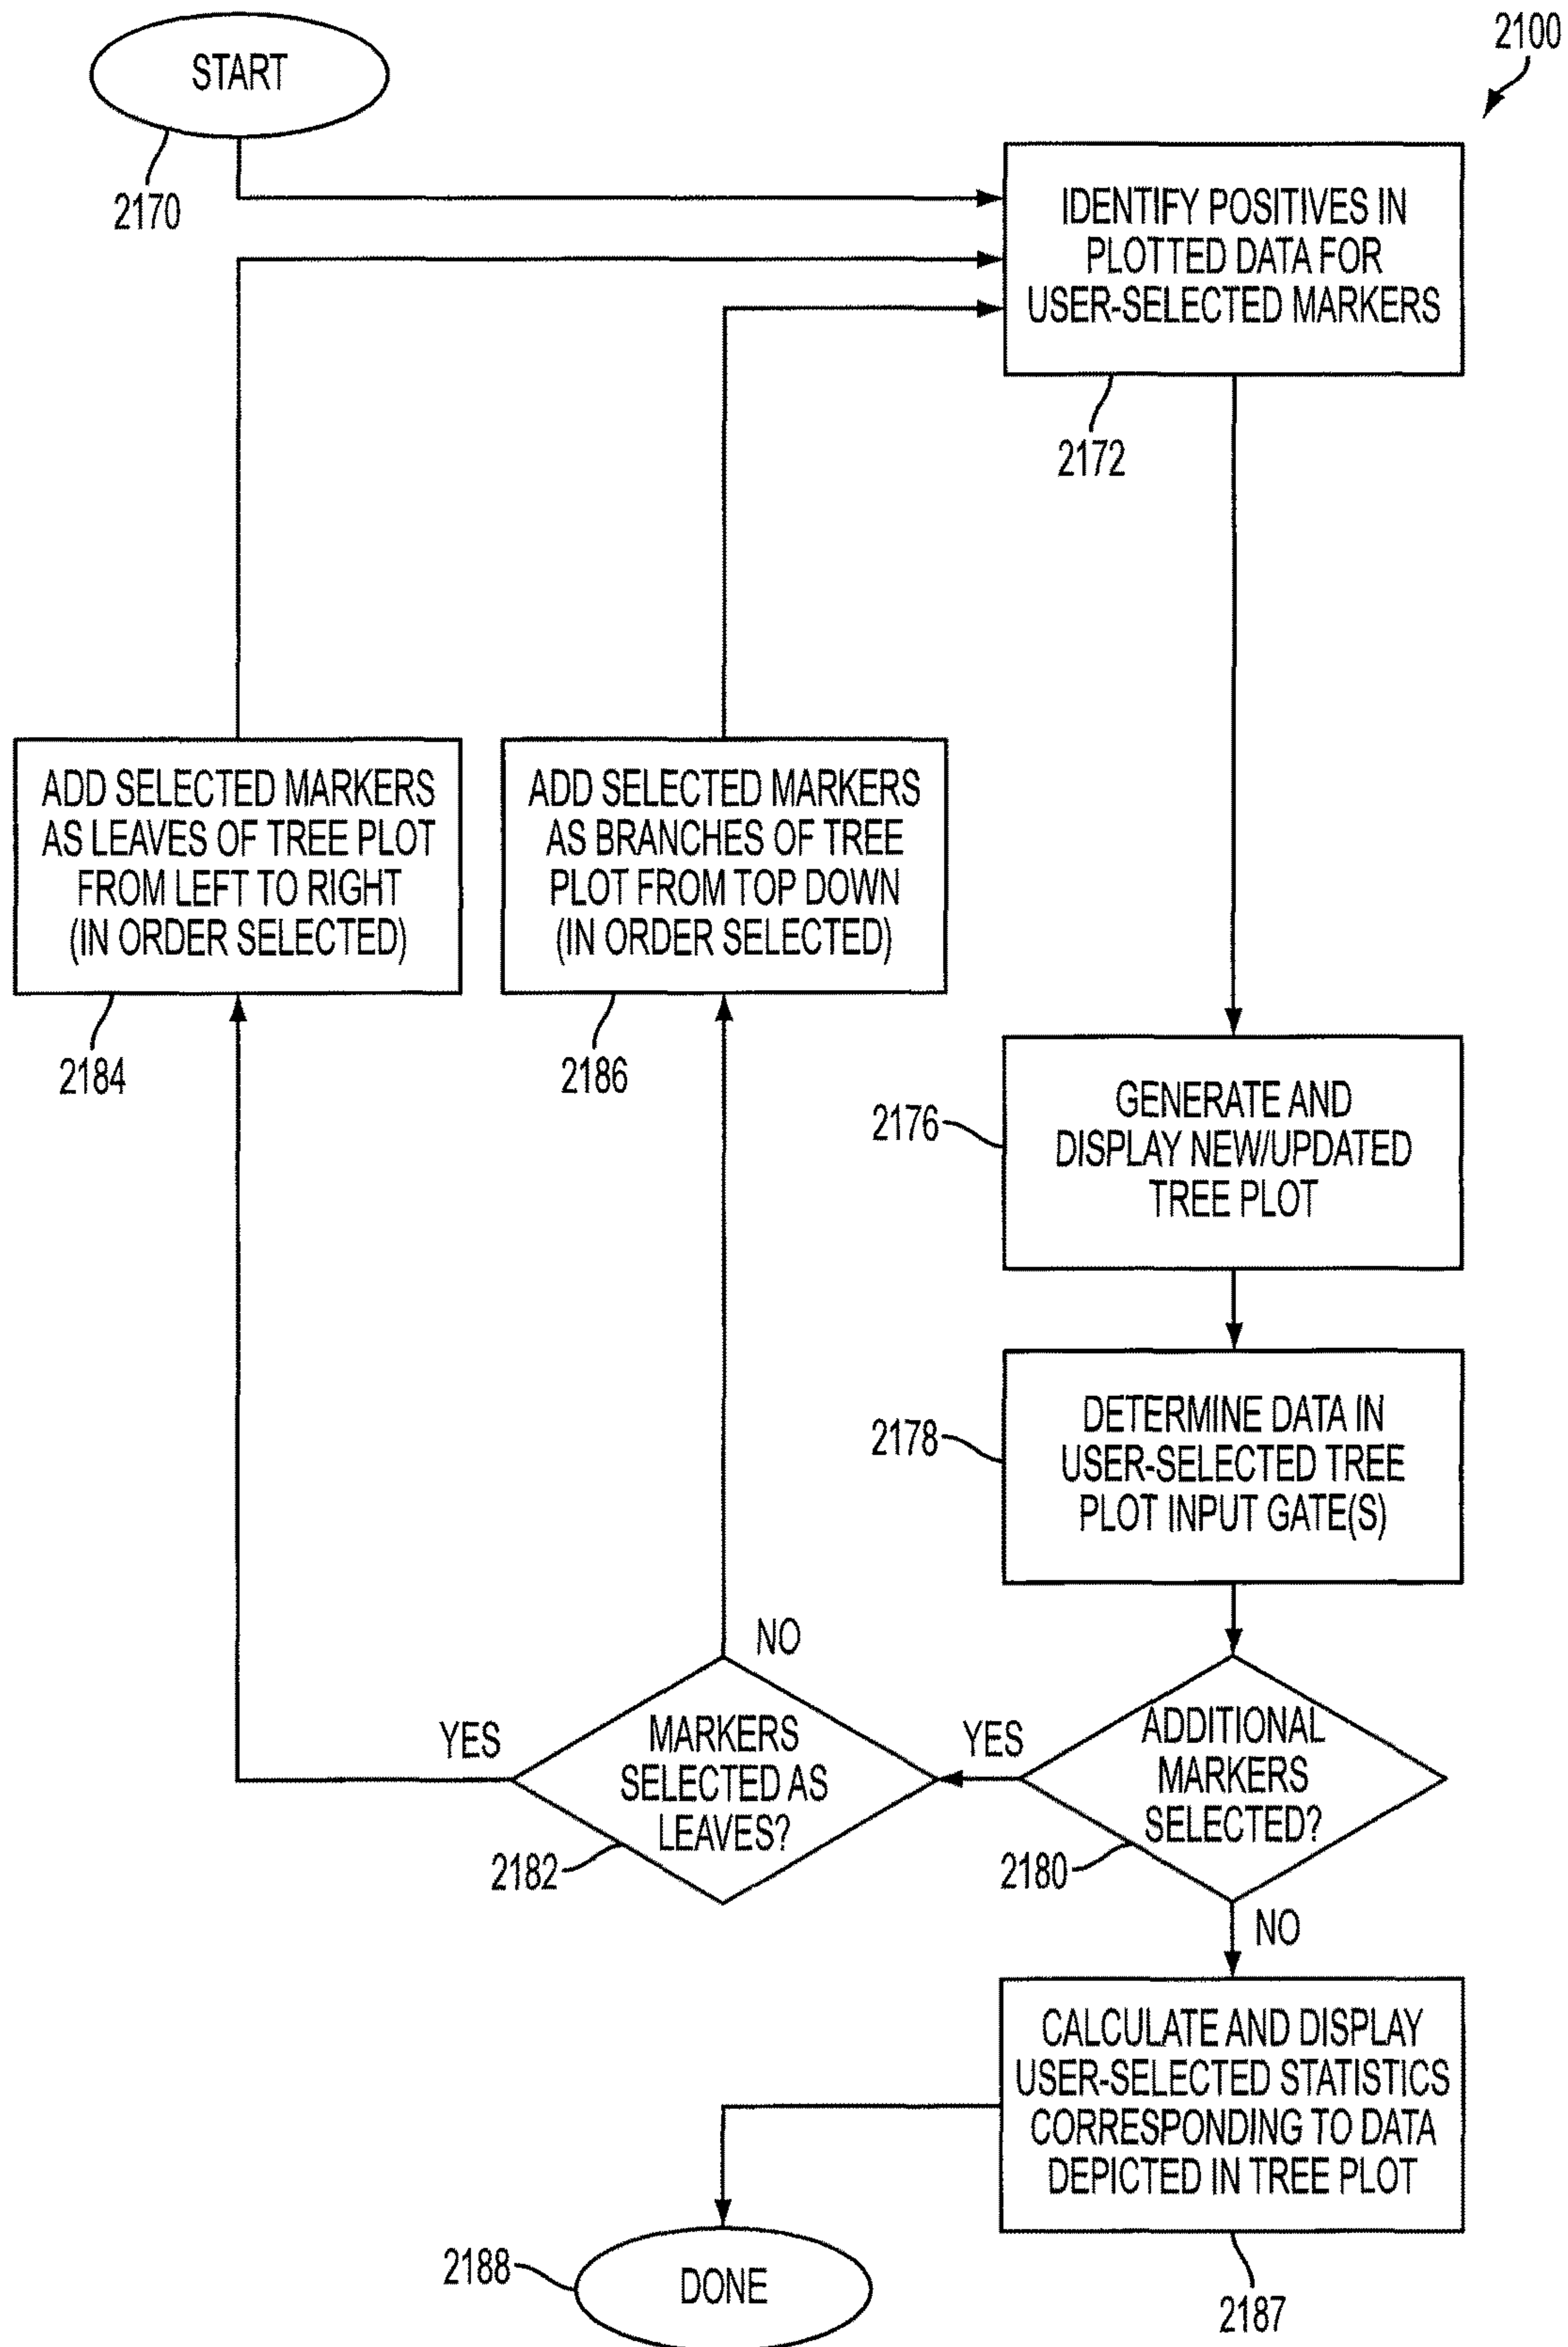 2100
START
2170
IDENTIFY POSITIVES IN
PLOTTED DATA FOR
USER-SELECTED MARKERS
2172
ADD SELECTED MARKERS
AS LEAVES OF TREE PLOT
FROM LEFT TO RIGHT
(IN ORDER SELECTED)
2184
ADD SELECTED MARKERS
AS BRANCHES OF TREE
PLOT FROM TOP DOWN
(IN ORDER SELECTED)
2186
2176
GENERATE AND
DISPLAY NEW/UPDATED
TREE PLOT
2178
DETERMINE DATA IN
USER-SELECTED TREE
PLOT INPUT GATE(S)
NO
YES
MARKERS
SELECTED AS
LEAVES?
2182
YES
ADDITIONAL
MARKERS
SELECTED?
2180
NO
CALCULATE AND DISPLAY
USER-SELECTED STATISTICS
CORRESPONDING TO DATA
DEPICTED IN TREE PLOT
2187
2188
DONE